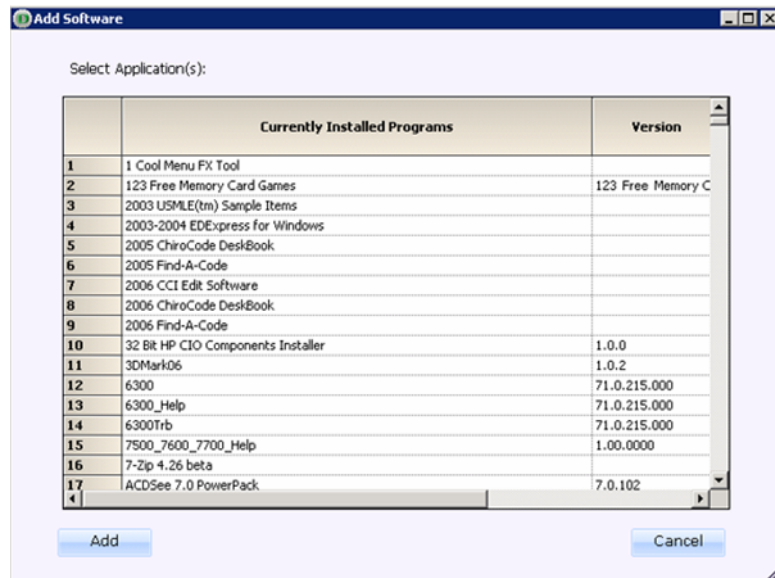 Add Software
Select Application(s):
Currently Installed Programs Version
1 1 Cool Menu FX Tool
2 123 Free Memory Card Games 123 Free Memory C
3 2003 USMLE(tm) Sample Items
4 2003-2004 EDExpress for Windows
5 2005 ChiroCode DeskBook
6 2005 Find-A-Code
7 2006 CCI Edit Software
8 2006 ChiroCode DeskBook
9 2006 Find-A-Code
10 32 Bit HP CIO Components Installer 1.0.0
11 3DMark06 1.0.2
12 6300 71.0.215.000
13 6300_Help 71.0.215.000
14 6300Trb 71.0.215.000
15 7500_7600_7700_Help 1.00.0000
16 7-Zip 4.26 beta
17 ACDSee 7.0 PowerPack 7.0.102
Add Cancel